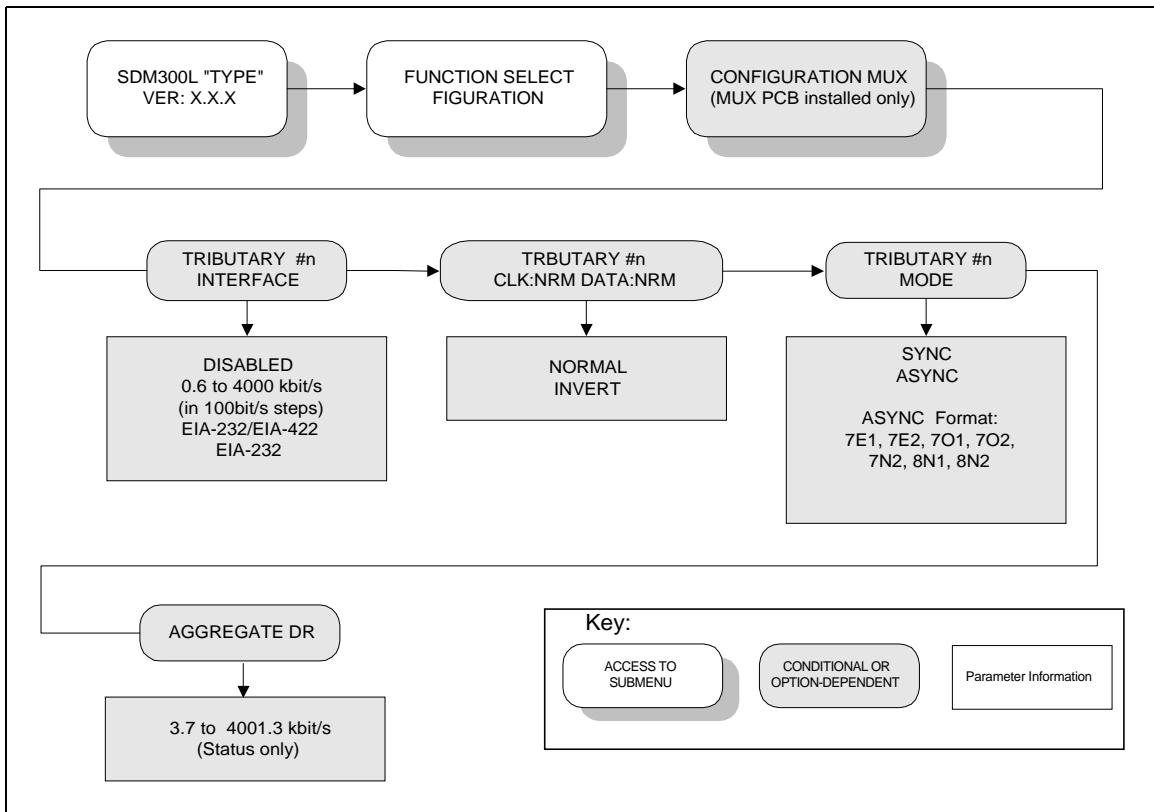 SDM300L "TYPE"
VER: X.X.X
FUNCTION SELECT
FIGURATION
CONFIGURATION MUX
(MUX PCB installed only)
TRIBUTARY #n
INTERFACE
TRBUTARY #n
CLK:NRM DATA:NRM
TRIBUTARY #n
MODE
DISABLED
0.6 to 4000 kbit/s
(in 100bit/s steps)
EIA-232/EIA-422
EIA-232
NORMAL
INVERT
SYNC
ASYNC
ASYNC Format:
7E1, 7E2, 7O1, 7O2,
7N2, 8N1, 8N2
AGGREGATE DR
3.7 to 4001.3 kbit/s
(Status only)
Key:
ACCESS TO
SUBMENU
CONDITIONAL OR
OPTION-DEPENDENT
Parameter Information